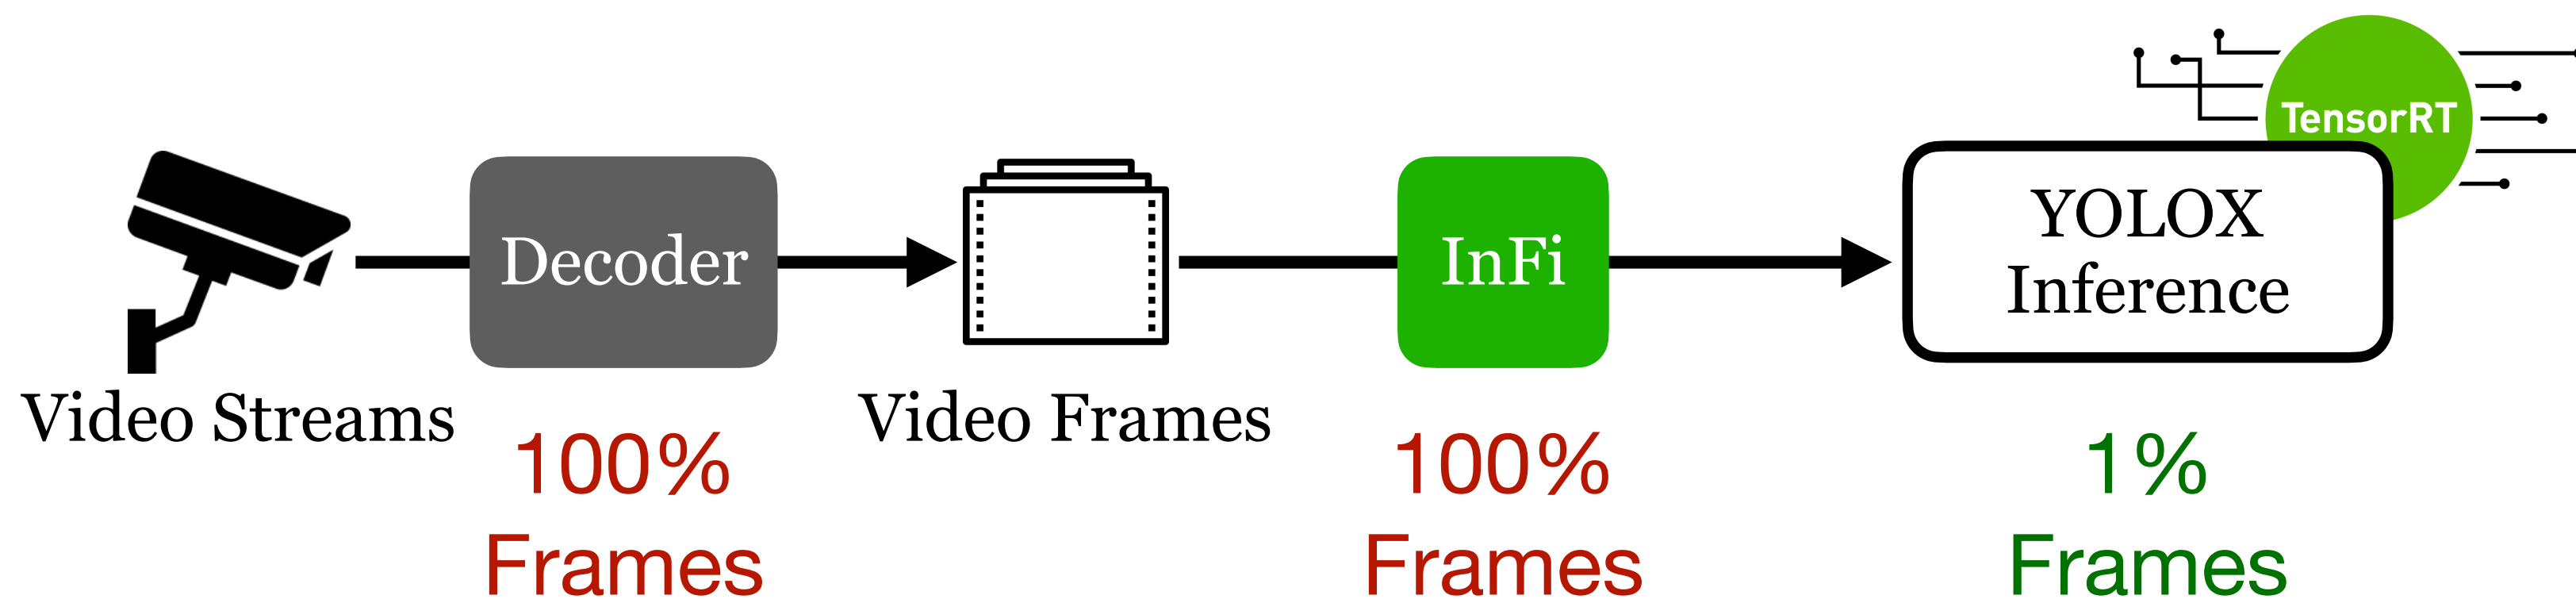 TensorRT
Decoder
InFi
YOLOX
Inference
Video Streams
Video Frames
100%
Frames
100%
Frames
1%
Frames